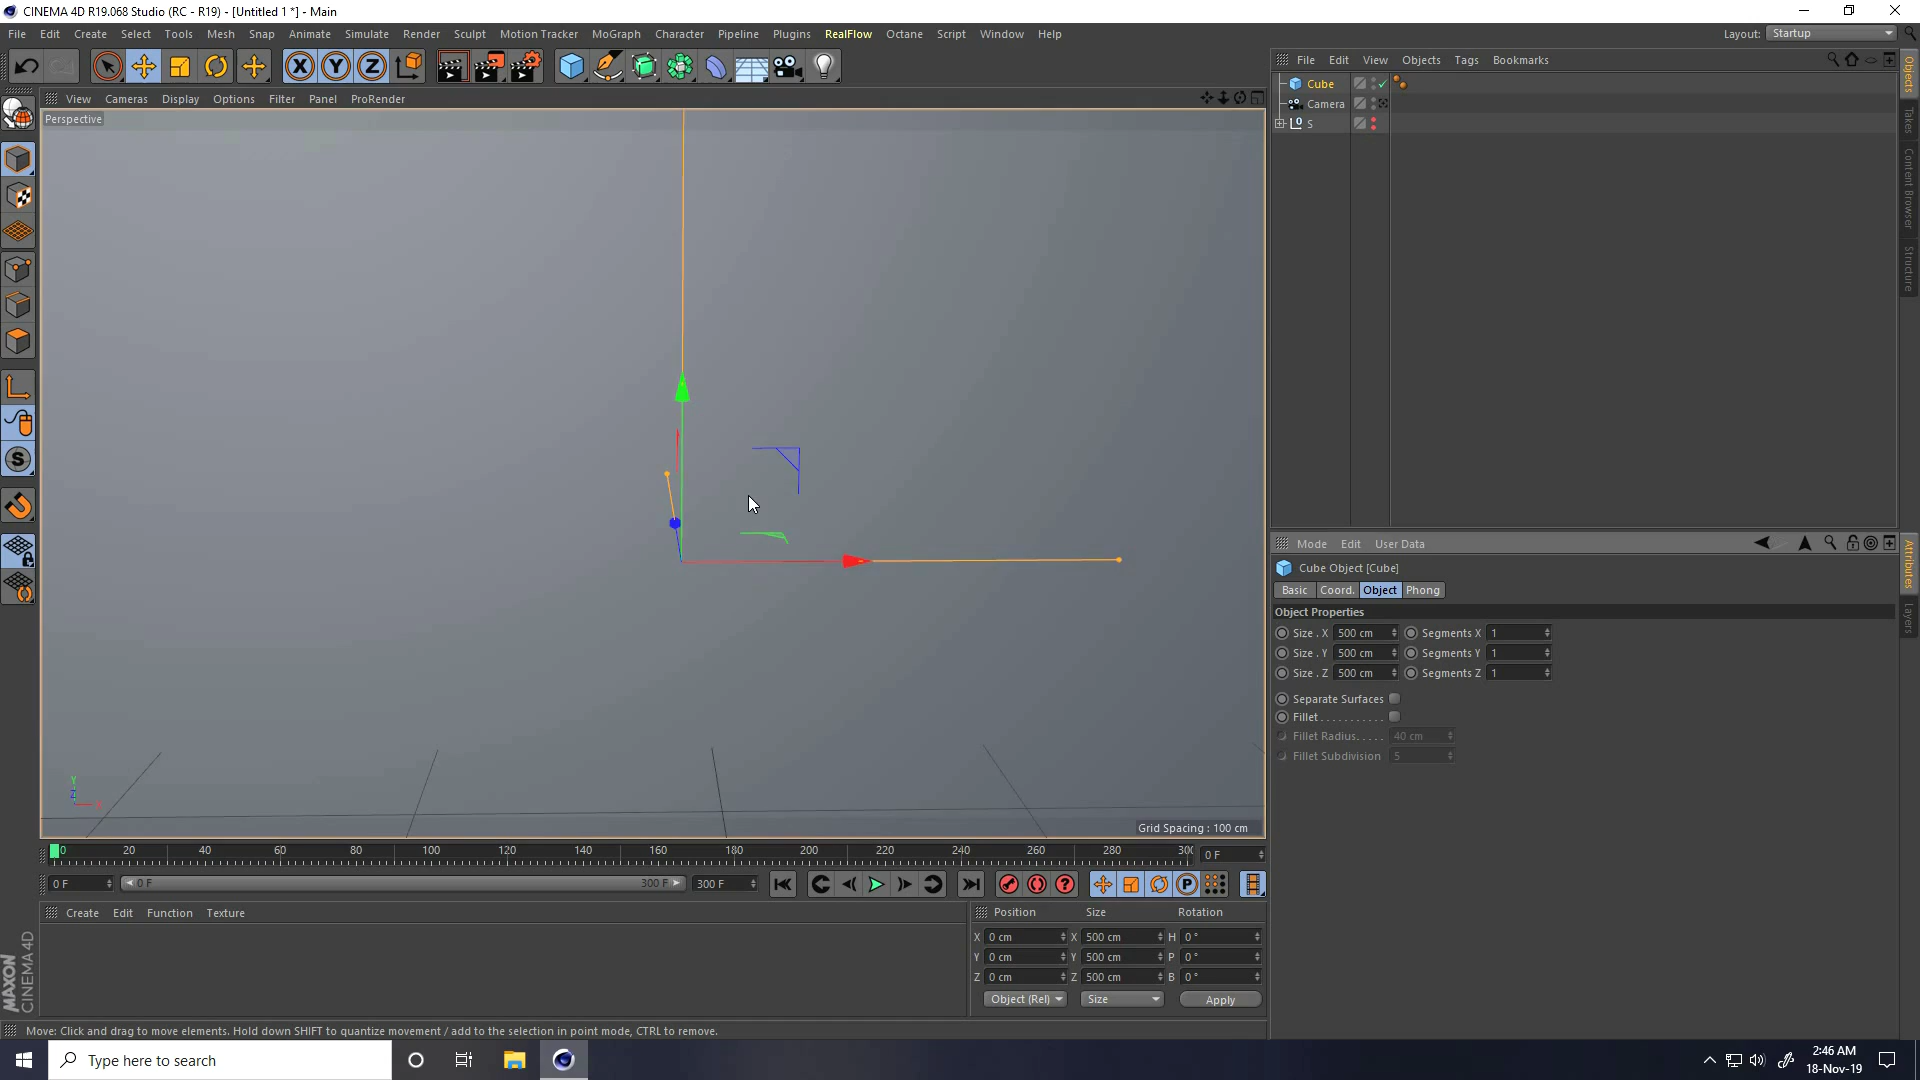 CINEMA 4D R19.068 Studio (RC - R19) - [Untitled 1 *] - Main
File Edit Create Select Tools Mesh Snap Animate Simulate Render Sculpt Motion Tracker MoGraph Character Pipeline Plugins RealFlow Octane Script Window Help
Layout: Startup
File Edit View Objects Tags Bookmarks
Cube
Camera
S
Objects
Takes
Content Browser
Structure
View Cameras Display Options Filter Panel ProRender
Perspective
Y
Z
X
Grid Spacing : 100 cm
Mode Edit User Data
Cube Object [Cube]
Basic Coord. Object Phong
Object Properties
Size . X 500 cm Segments X 1
Size . Y 500 cm Segments Y 1
Size . Z 500 cm Segments Z 1
Separate Surfaces
Fillet . . . . . . . . . . .
Fillet Radius. . . . . 40 cm
Fillet Subdivision 5
Attributes
Layers
0 20 40 60 80 100 120 140 160 180 200 220 240 260 280 300 0 F
0 F 0 F 300 F 300 F
Create Edit Function Texture
Position Size Rotation
X 0 cm X 500 cm H 0 °
Y 0 cm Y 500 cm P 0 °
Z 0 cm Z 500 cm B 0 °
Object (Rel) Size Apply
MAXON
CINEMA 4D
Move: Click and drag to move elements. Hold down SHIFT to quantize movement / add to the selection in point mode, CTRL to remove.
Type here to search
2:46 AM
18-Nov-19